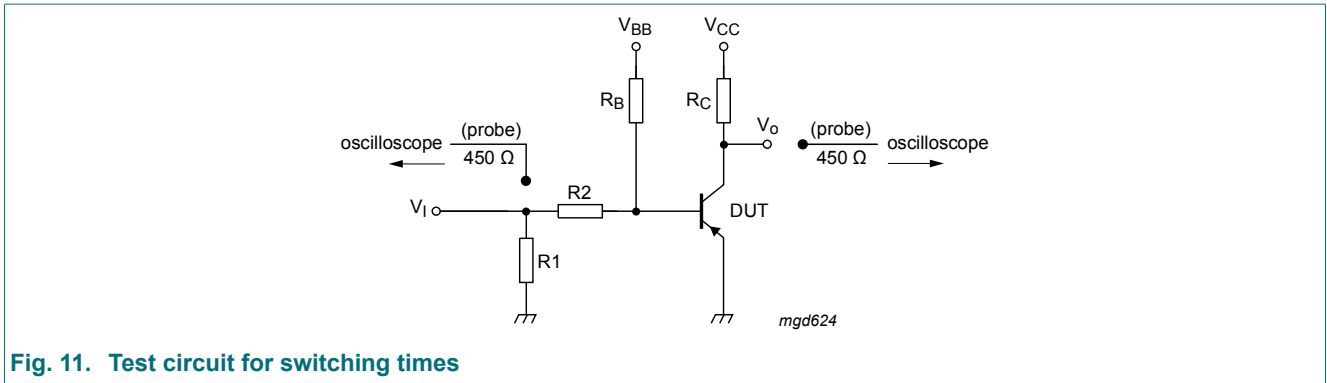 VBB
VCC
RB
RC
Vo
(probe)
oscilloscope
450 Ω
(probe)
oscilloscope
450 Ω
R2
VI
DUT
R1
mgd624
Fig. 11. Test circuit for switching times